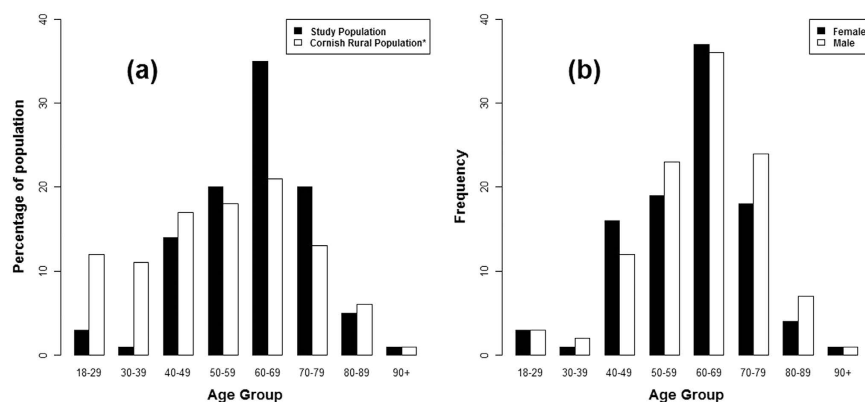 (a)
Study Population
Cornish Rural Population*
Percentage of population
0
10
20
30
40
18-29 30-39 40-49 50-59 60-69 70-79 80-89 90+
Age Group
(b)
Female
Male
Frequency
0
10
20
30
40
18-29 30-39 40-49 50-59 60-69 70-79 80-89 90+
Age Group